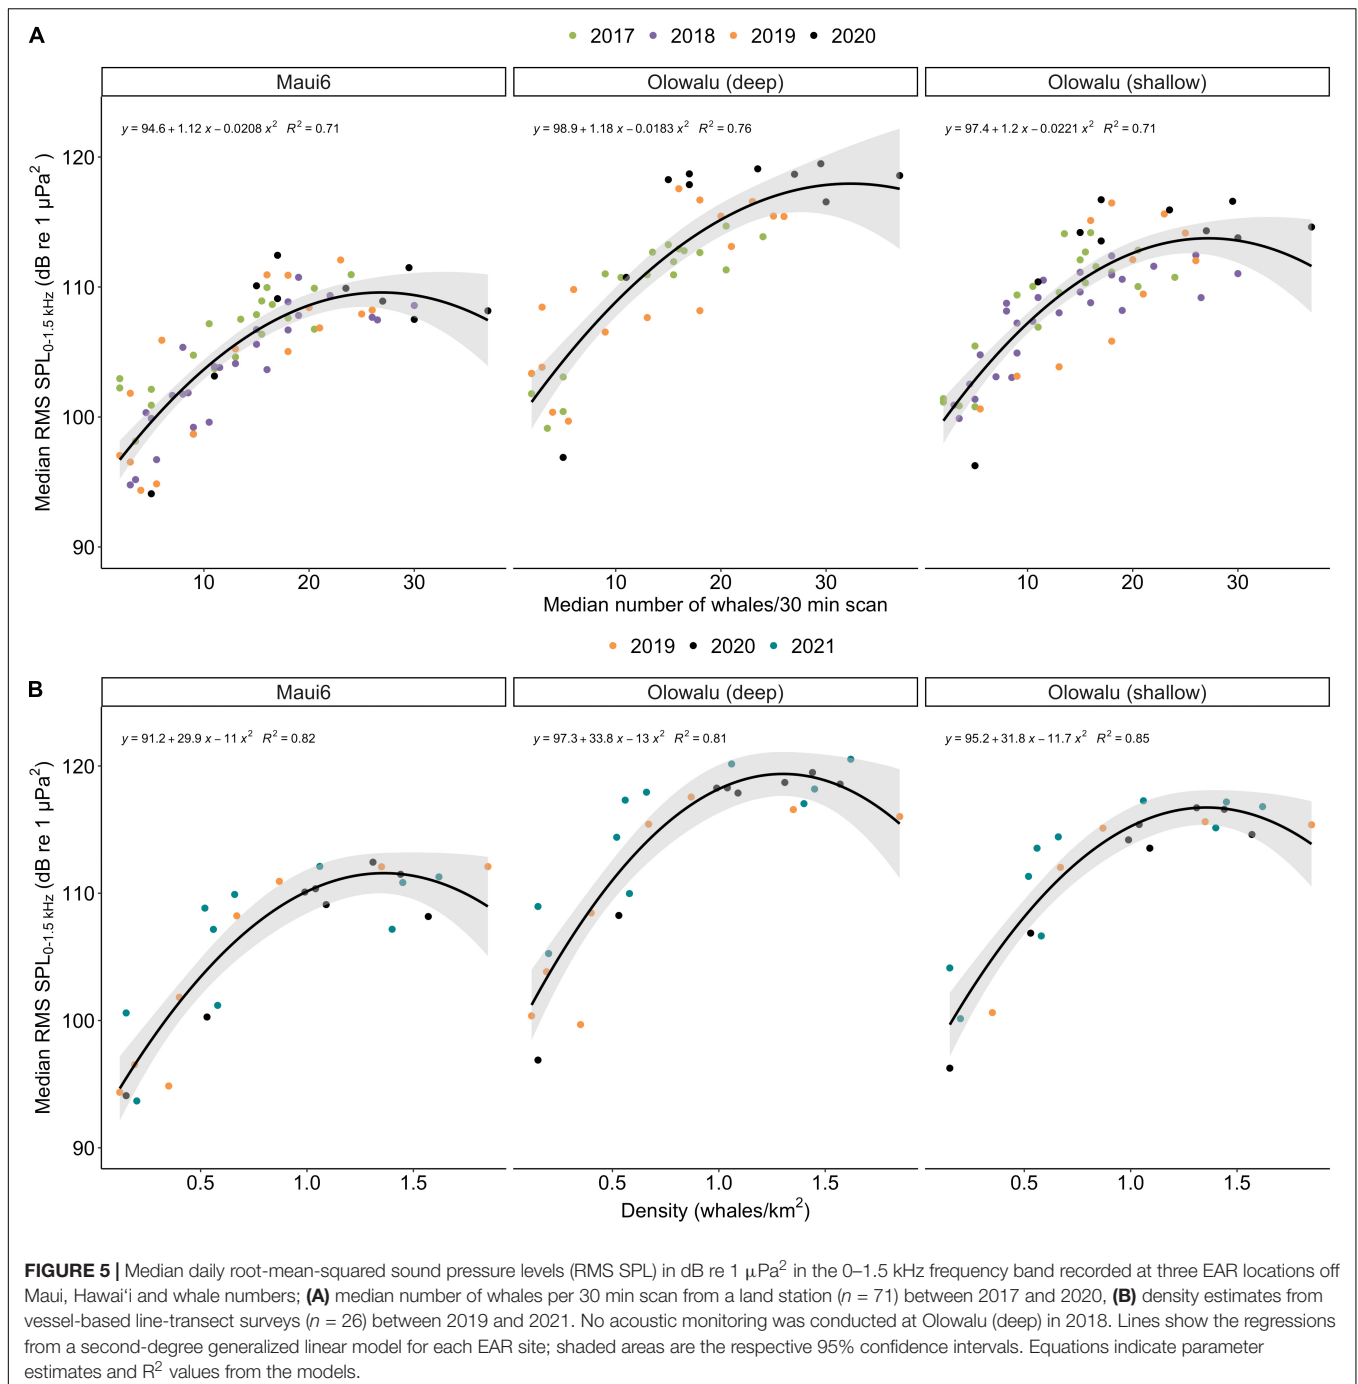 A
2017 2018 2019 2020
Maui6 Olowalu (deep) Olowalu (shallow)
y = 94.6 + 1.12 x − 0.0208 x² R² = 0.71
y = 98.9 + 1.18 x − 0.0183 x² R² = 0.76
y = 97.4 + 1.2 x − 0.0221 x² R² = 0.71
Median RMS SPL0-1.5 kHz (dB re 1 µPa²)
120
110
100
90
10 20 30 10 20 30 10 20 30
Median number of whales/30 min scan
2019 2020 2021
B
Maui6 Olowalu (deep) Olowalu (shallow)
y = 91.2 + 29.9 x − 11 x² R² = 0.82
y = 97.3 + 33.8 x − 13 x² R² = 0.81
y = 95.2 + 31.8 x − 11.7 x² R² = 0.85
Median RMS SPL0-1.5 kHz (dB re 1 µPa²)
120
110
100
90
0.5 1.0 1.5 0.5 1.0 1.5 0.5 1.0 1.5
Density (whales/km²)
FIGURE 5 | Median daily root-mean-squared sound pressure levels (RMS SPL) in dB re 1 µPa² in the 0–1.5 kHz frequency band recorded at three EAR locations off
Maui, Hawai‘i and whale numbers; (A) median number of whales per 30 min scan from a land station (n = 71) between 2017 and 2020, (B) density estimates from
vessel-based line-transect surveys (n = 26) between 2019 and 2021. No acoustic monitoring was conducted at Olowalu (deep) in 2018. Lines show the regressions
from a second-degree generalized linear model for each EAR site; shaded areas are the respective 95% confidence intervals. Equations indicate parameter
estimates and R² values from the models.